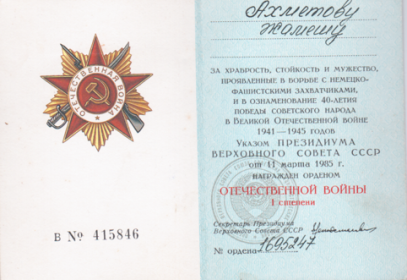 ОТЕЧЕСТВЕННАЯ ВОЙНА
В № 415846
Ахметову
Жомешу
ЗА ХРАБРОСТЬ, СТОЙКОСТЬ И МУЖЕСТВО,
ПРОЯВЛЕННЫЕ В БОРЬБЕ С НЕМЕЦКО-
ФАШИСТСКИМИ ЗАХВАТЧИКАМИ,
И В ОЗНАМЕНОВАНИЕ 40-ЛЕТИЯ
ПОБЕДЫ СОВЕТСКОГО НАРОДА
В ВЕЛИКОЙ ОТЕЧЕСТВЕННОЙ ВОЙНЕ
1941—1945 ГОДОВ
УКАЗОМ ПРЕЗИДИУМА
ВЕРХОВНОГО СОВЕТА СССР
от 11 марта 1985 г.
НАГРАЖДЕН ОРДЕНОМ
ОТЕЧЕСТВЕННОЙ ВОЙНЫ
I степени
Секретарь Президиума
Верховного Совета СССР
№ ордена 1695247